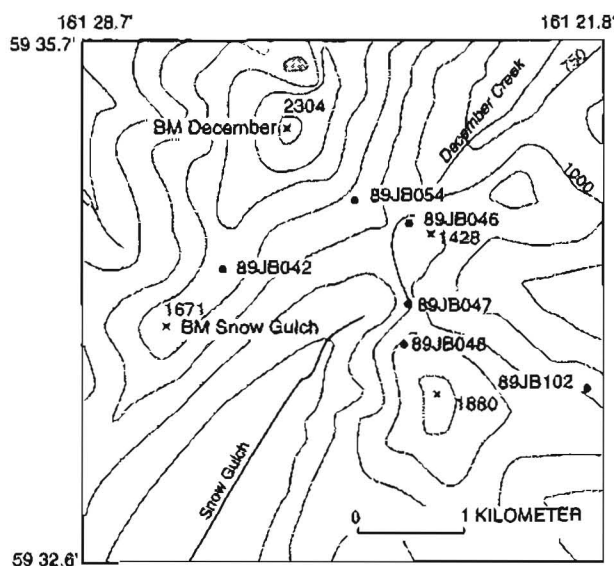 161 28.7'
161 21.8'
59 35.7'
750
2304
BM December
December Creek
1000
89JB054
89JB046
1428
89JB042
1671
BM Snow Gulch
89JB047
89JB048
89JB102
1880
Snow Gulch
0
1 KILOMETER
59 32.6'